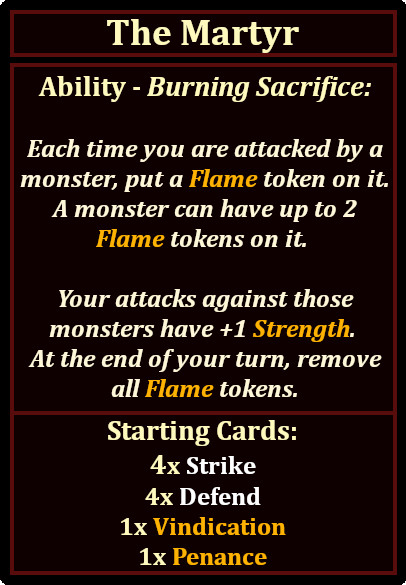 The Martyr
Ability - Burning Sacrifice:
Each time you are attacked by a
monster, put a Flame token on it.
A monster can have up to 2
Flame tokens on it.
Your attacks against those
monsters have +1 Strength.
At the end of your turn, remove
all Flame tokens.
Starting Cards:
4x Strike
4x Defend
1x Vindication
1x Penance